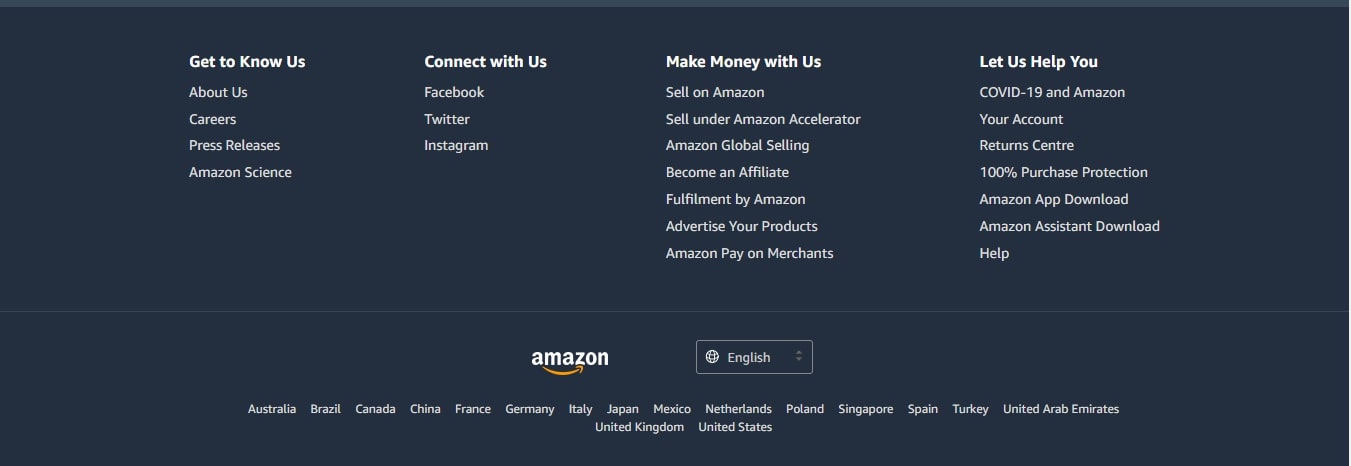 Get to Know Us
About Us
Careers
Press Releases
Amazon Science
Connect with Us
Facebook
Twitter
Instagram
Make Money with Us
Sell on Amazon
Sell under Amazon Accelerator
Amazon Global Selling
Become an Affiliate
Fulfilment by Amazon
Advertise Your Products
Amazon Pay on Merchants
Let Us Help You
COVID-19 and Amazon
Your Account
Returns Centre
100% Purchase Protection
Amazon App Download
Amazon Assistant Download
Help
amazon
English
Australia Brazil Canada China France Germany Italy Japan Mexico Netherlands Poland Singapore Spain Turkey United Arab Emirates
United Kingdom United States